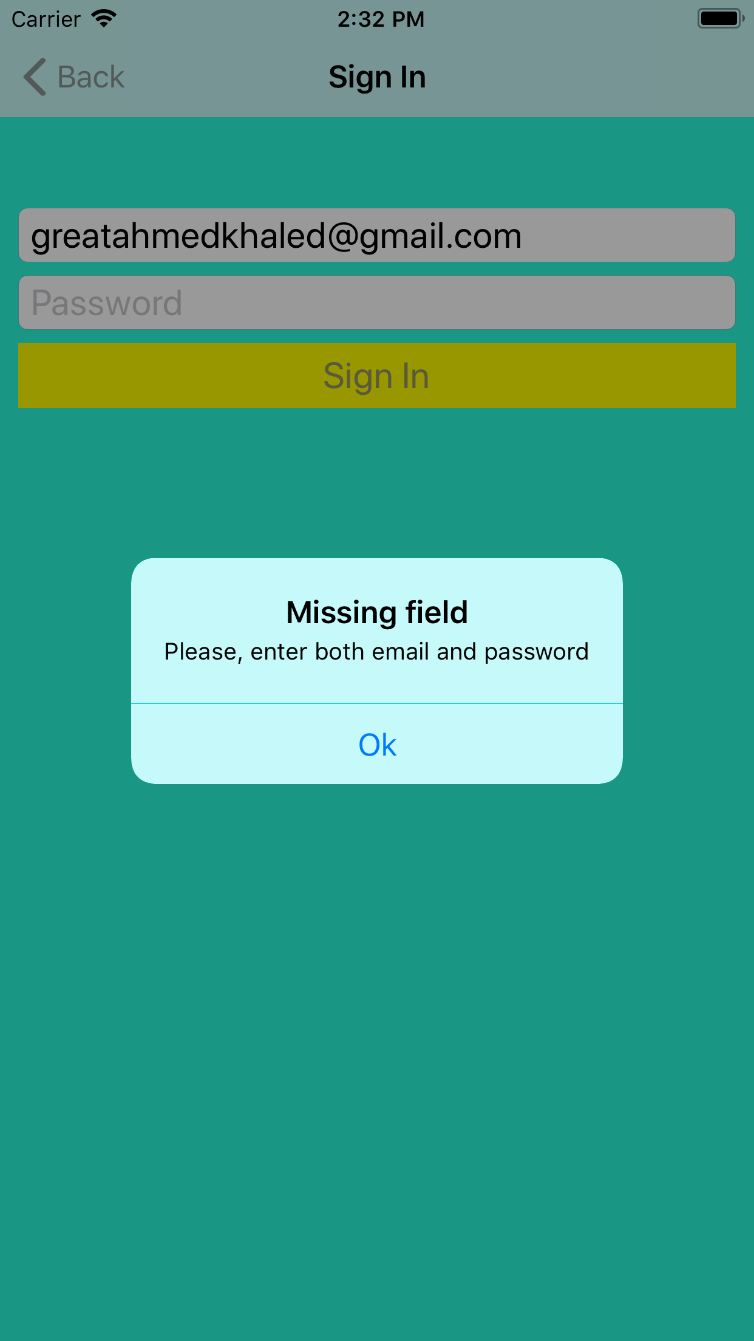 Carrier 2:32 PM
Back Sign In
greatahmedkhaled@gmail.com
Password
Sign In
Missing field
Please, enter both email and password
Ok